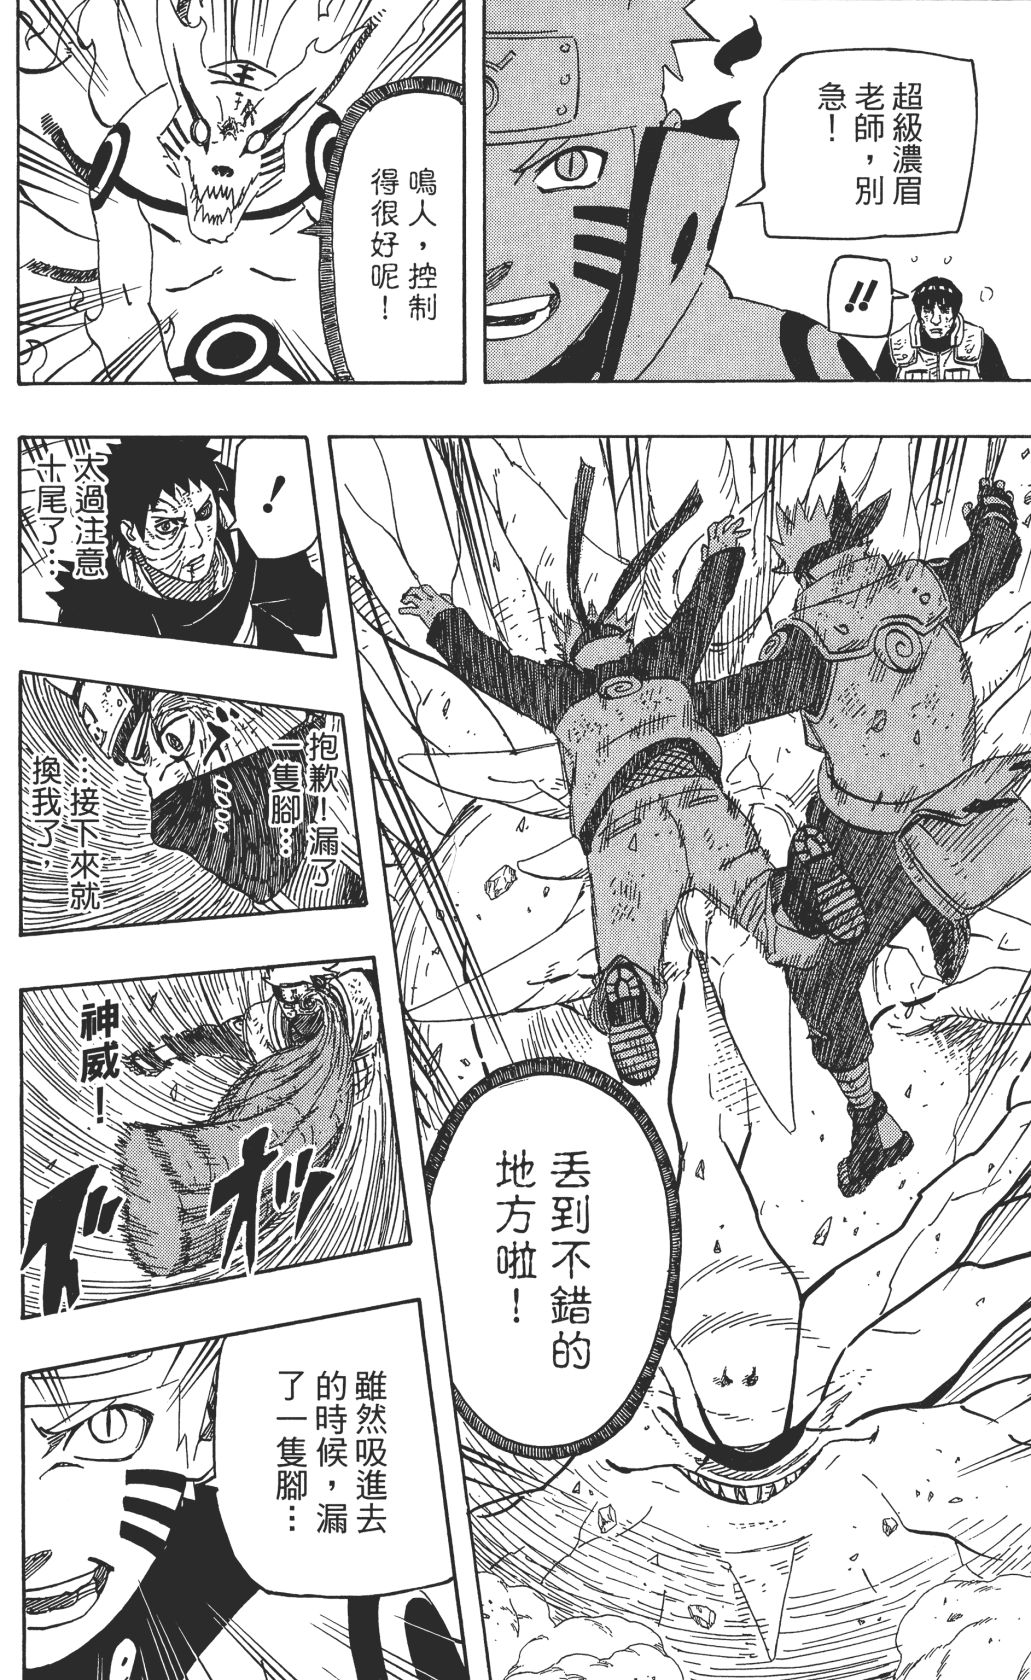 超級濃眉
老師，別
急！
!!
鳴人，控制
得很好呢！
丟到不錯的
地方啦！
！
太過注意
十尾了…
抱歉！漏了
一隻腳…
…接下來就
換我了，
神威！
ズズ
雖然吸進去
的時候，漏
了一隻腳…